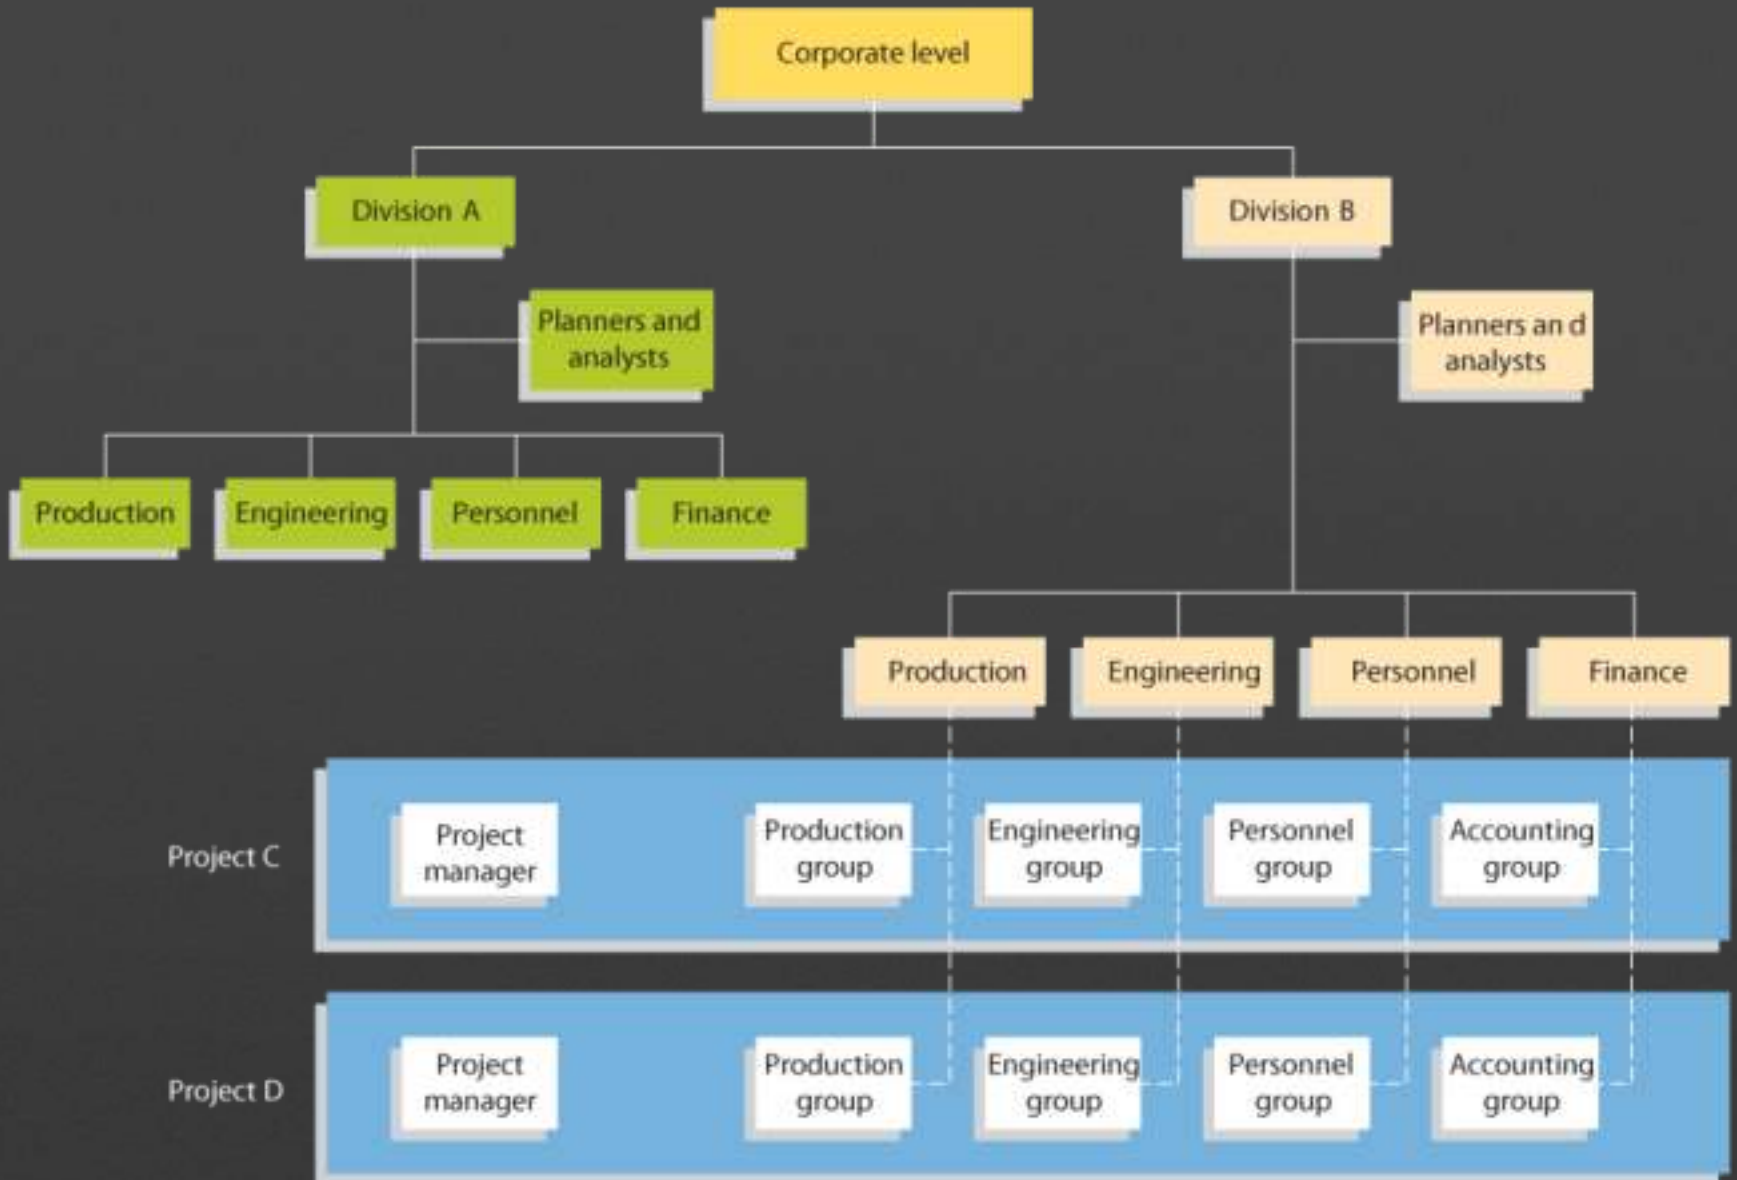 Corporate level
Division A
Division B
Planners and
analysts
Planners an d
analysts
Production
Engineering
Personnel
Finance
Production
Engineering
Personnel
Finance
Project C
Project
manager
Production
group
Engineering
group
Personnel
group
Accounting
group
Project D
Project
manager
Production
group
Engineering
group
Personnel
group
Accounting
group